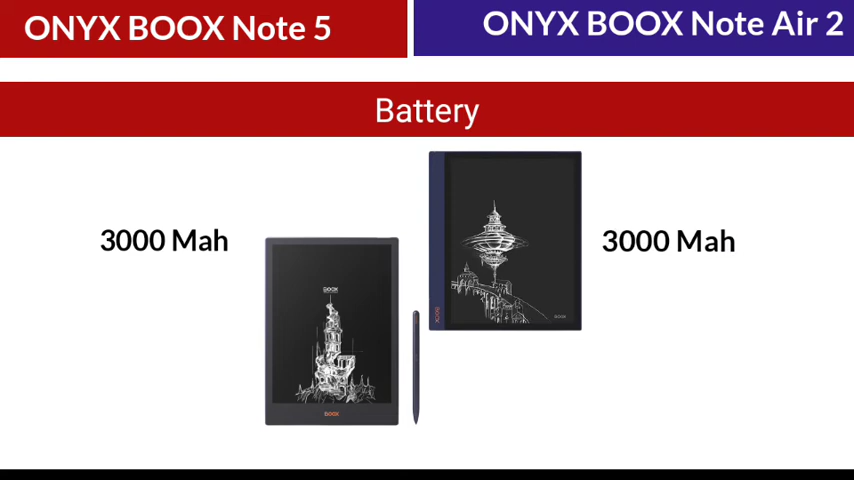 ONYX BOOX Note 5
ONYX BOOX Note Air 2
Battery
3000 Mah
3000 Mah
BOOX
BOOX
BOOX
BOOX